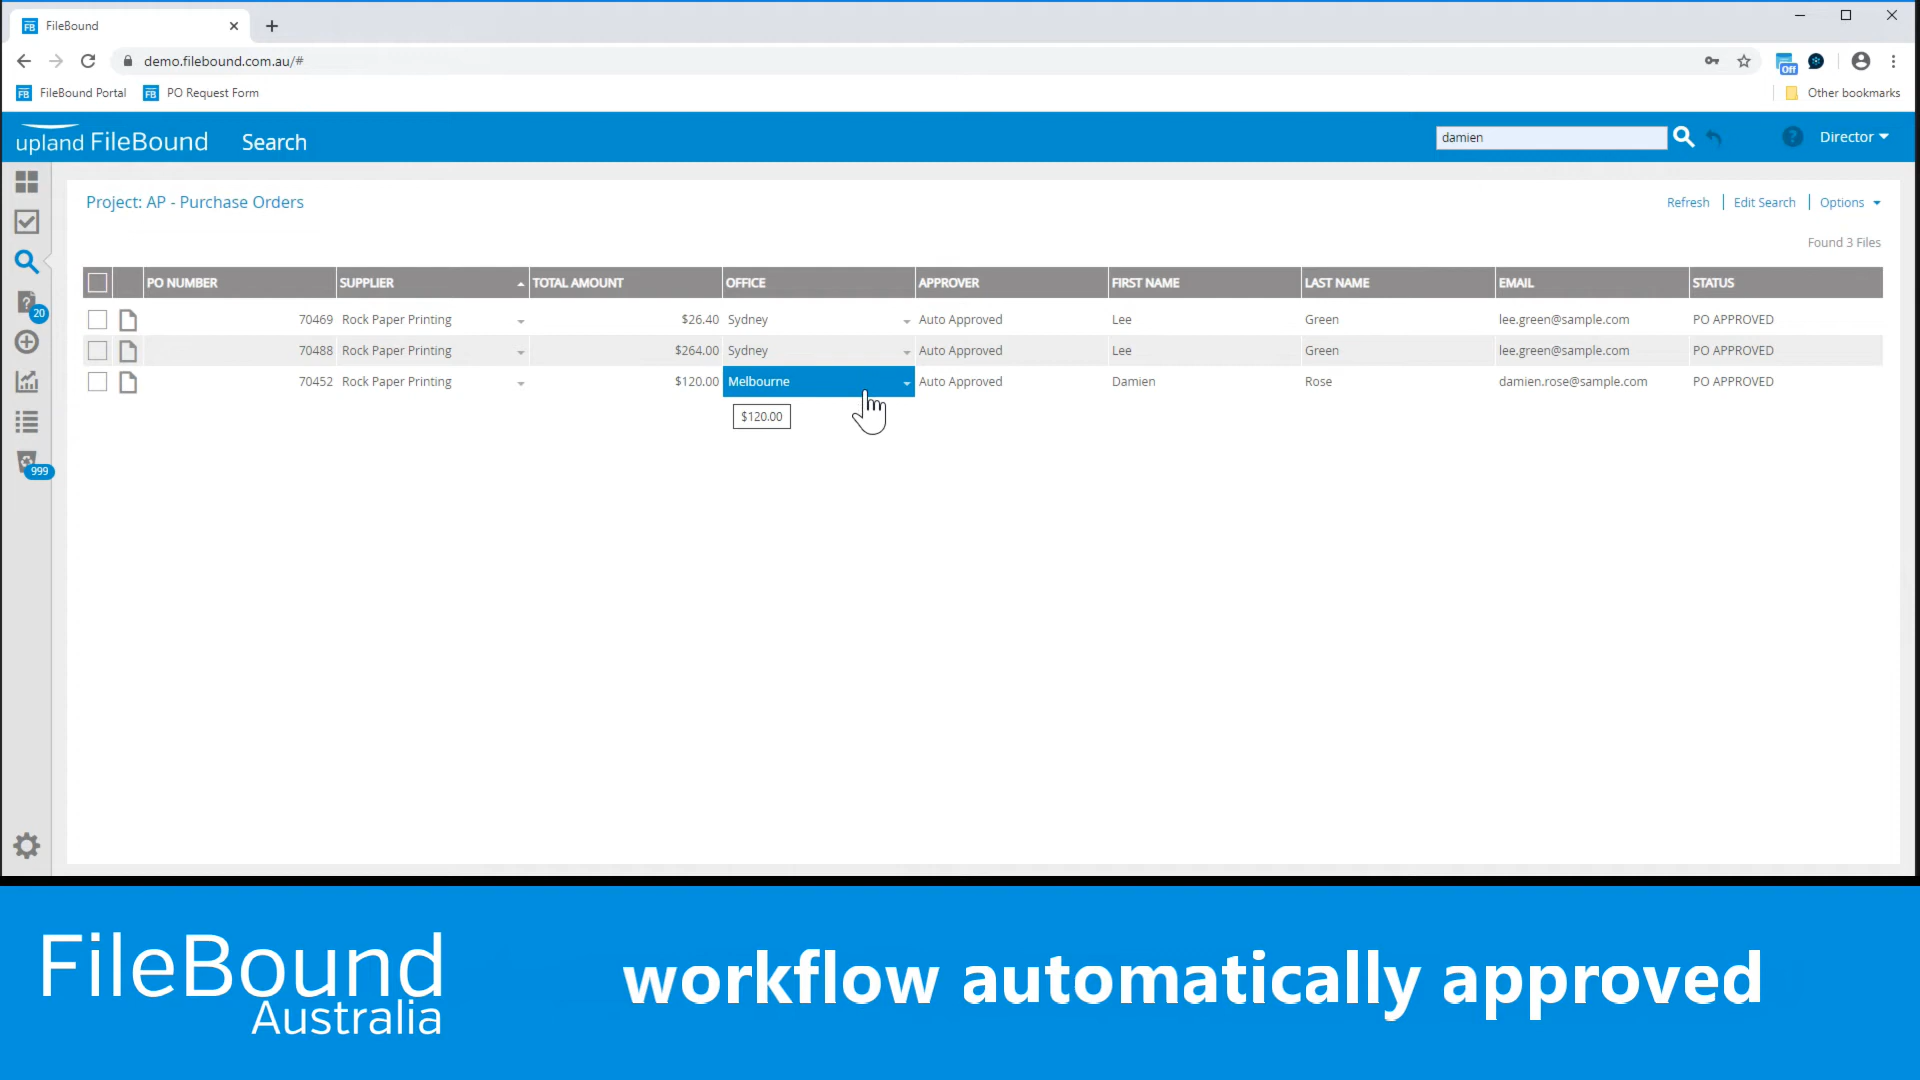 FB FileBound
demo.filebound.com.au/#
Off
FB FileBound Portal FB PO Request Form Other bookmarks
upland FileBound Search damien ? Director
Project: AP - Purchase Orders Refresh Edit Search Options
Found 3 Files
PO NUMBER SUPPLIER TOTAL AMOUNT OFFICE APPROVER FIRST NAME LAST NAME EMAIL STATUS
70469 Rock Paper Printing $26.40 Sydney Auto Approved Lee Green lee.green@sample.com PO APPROVED
70488 Rock Paper Printing $264.00 Sydney Auto Approved Lee Green lee.green@sample.com PO APPROVED
70452 Rock Paper Printing $120.00 Melbourne Auto Approved Damien Rose damien.rose@sample.com PO APPROVED
$120.00
? 20
999
FileBound
Australia
workflow automatically approved